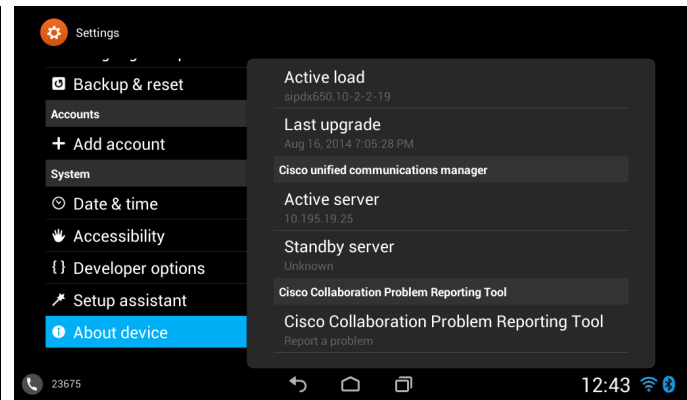 Settings
Backup & reset
Accounts
Add account
System
Date & time
Accessibility
{ } Developer options
Setup assistant
About device
Active load
sipdx650.10-2-2-19
Last upgrade
Aug 16, 2014 7:05:28 PM
Cisco unified communications manager
Active server
10.195.19.25
Standby server
Unknown
Cisco Collaboration Problem Reporting Tool
Cisco Collaboration Problem Reporting Tool
Report a problem
23675
12:43